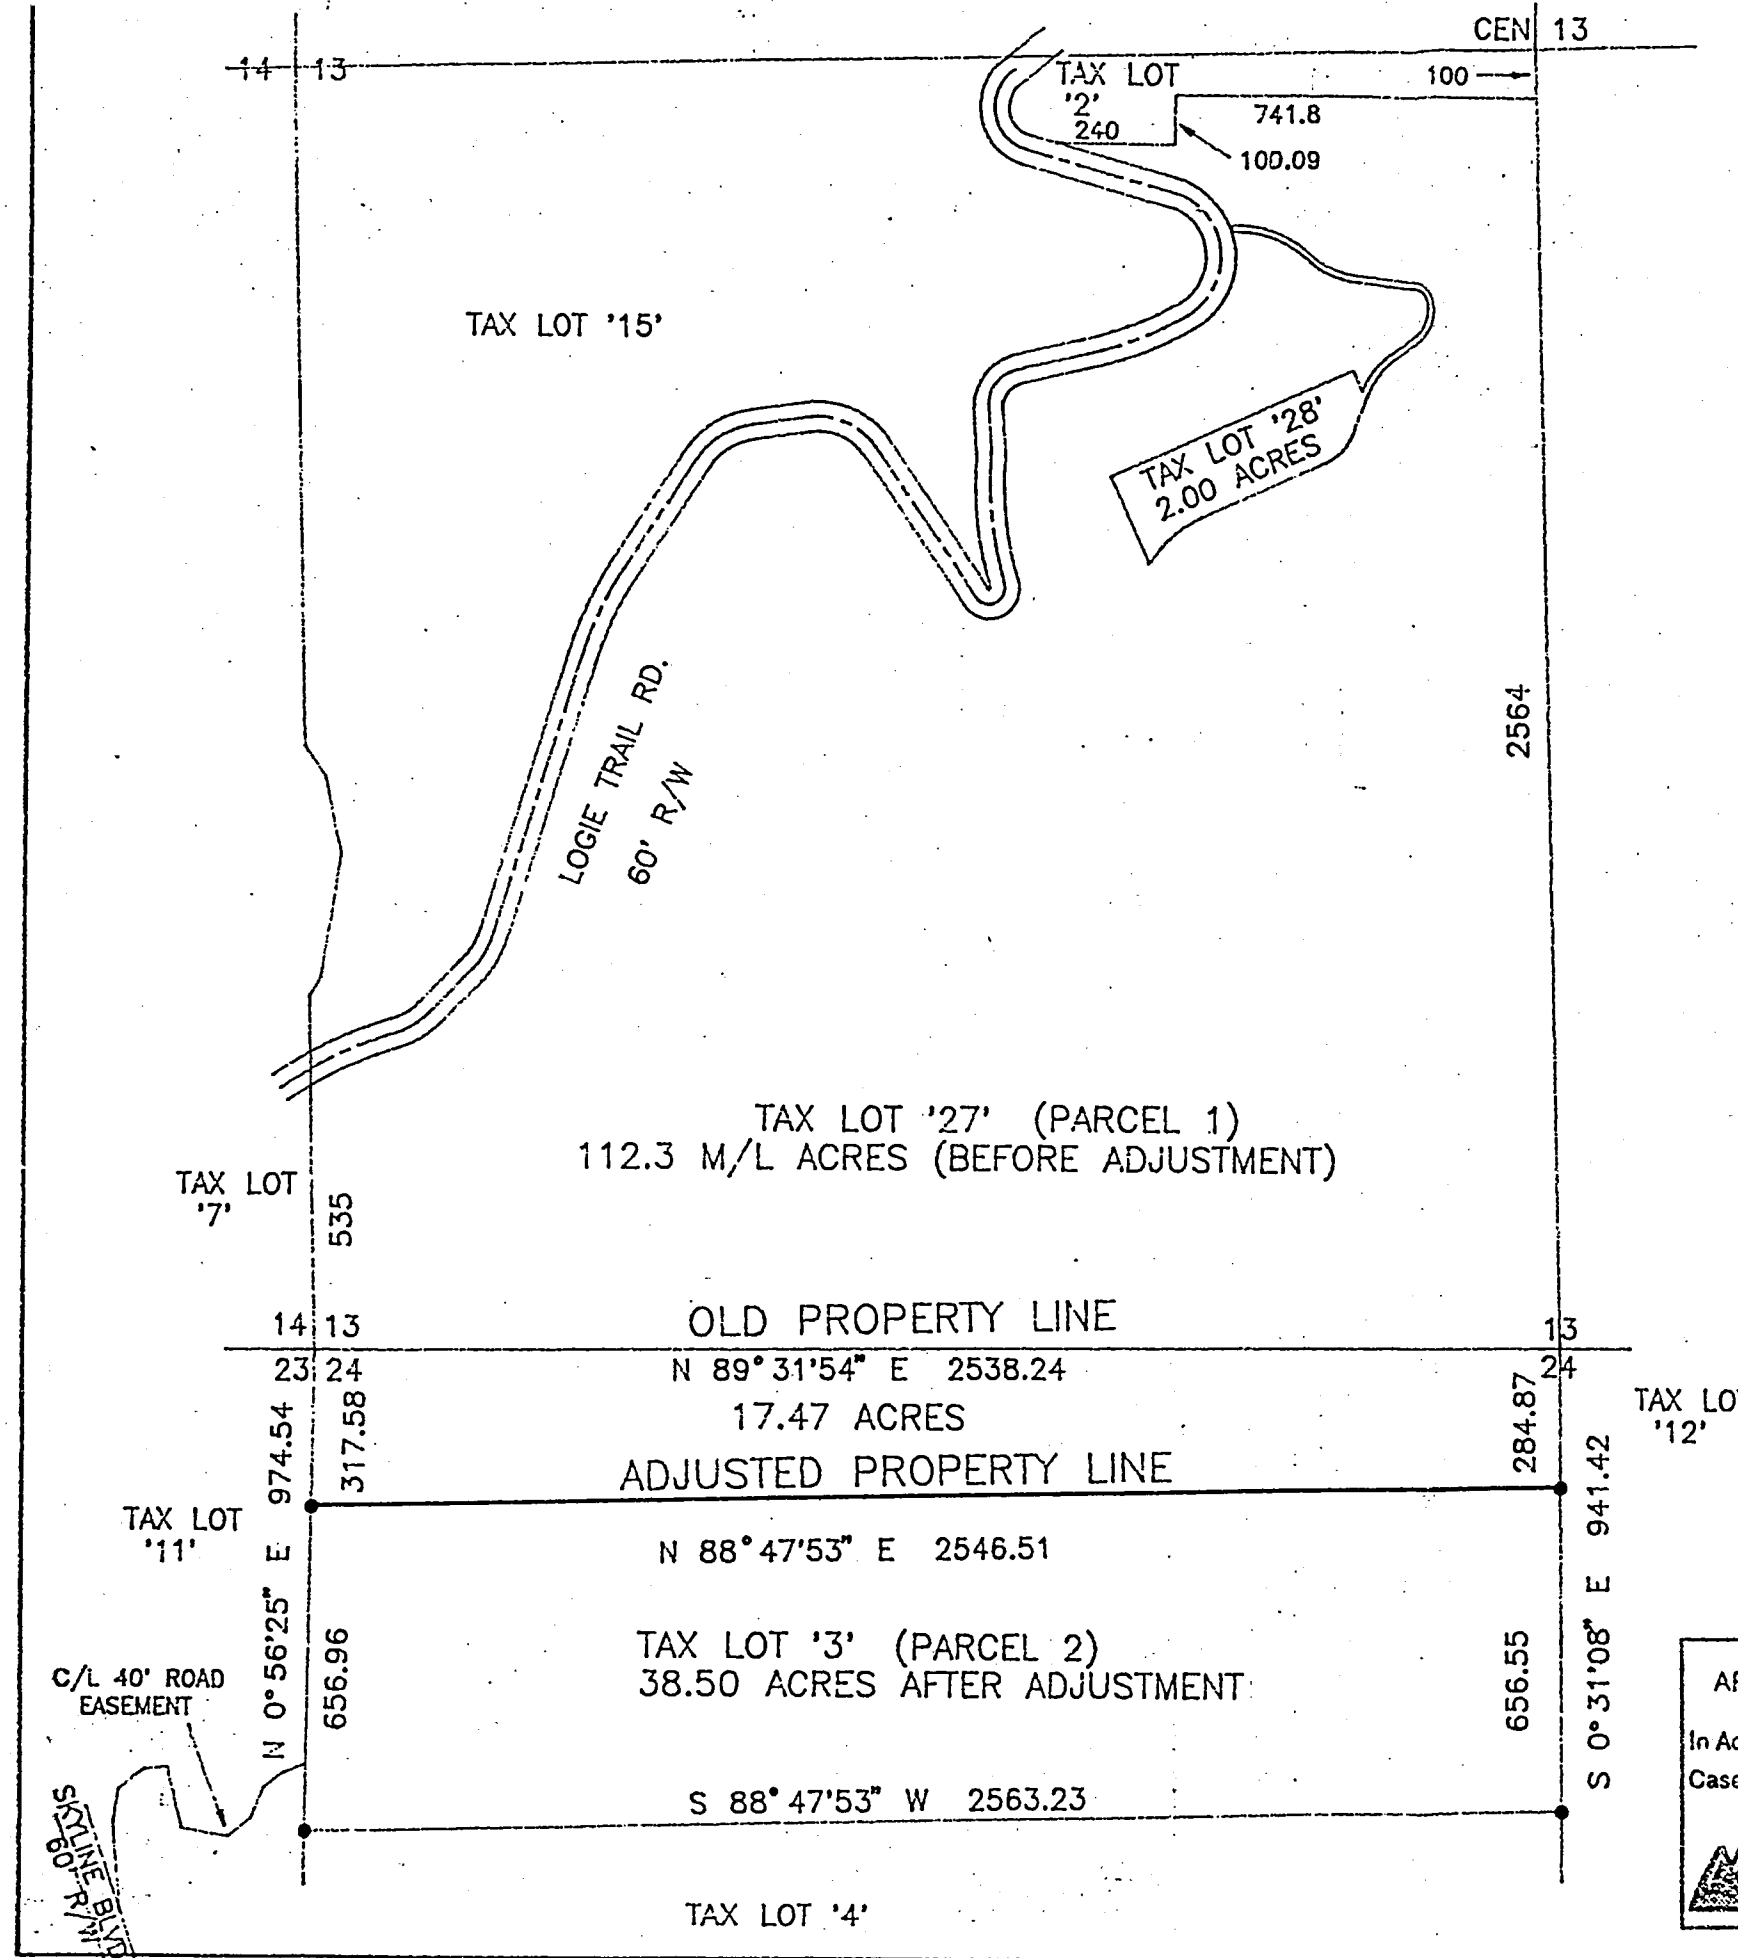 CEN 13
14 13
TAX LOT
'2'
240
100
741.8
100.09
TAX LOT '15'
TAX LOT '28'
2.00 ACRES
2564
LOGIE TRAIL RD.
60' R/W
TAX LOT '27' (PARCEL 1)
112.3 M/L ACRES (BEFORE ADJUSTMENT)
TAX LOT
'7'
535
OLD PROPERTY LINE
14 13
13
23 24
24
N 89°31'54" E 2538.24
17.47 ACRES
ADJUSTED PROPERTY LINE
317.58
N 0°56'25" E 974.54
284.87
S 0°31'08" E 941.42
TAX LO
'12'
TAX LOT
'11'
N 88°47'53" E 2546.51
TAX LOT '3' (PARCEL 2)
38.50 ACRES AFTER ADJUSTMENT
656.96
656.55
C/L 40' ROAD
EASEMENT
S 88°47'53" W 2563.23
SKYLINE BLVD
60' R/W
TAX LOT '4'
In Ac
Case